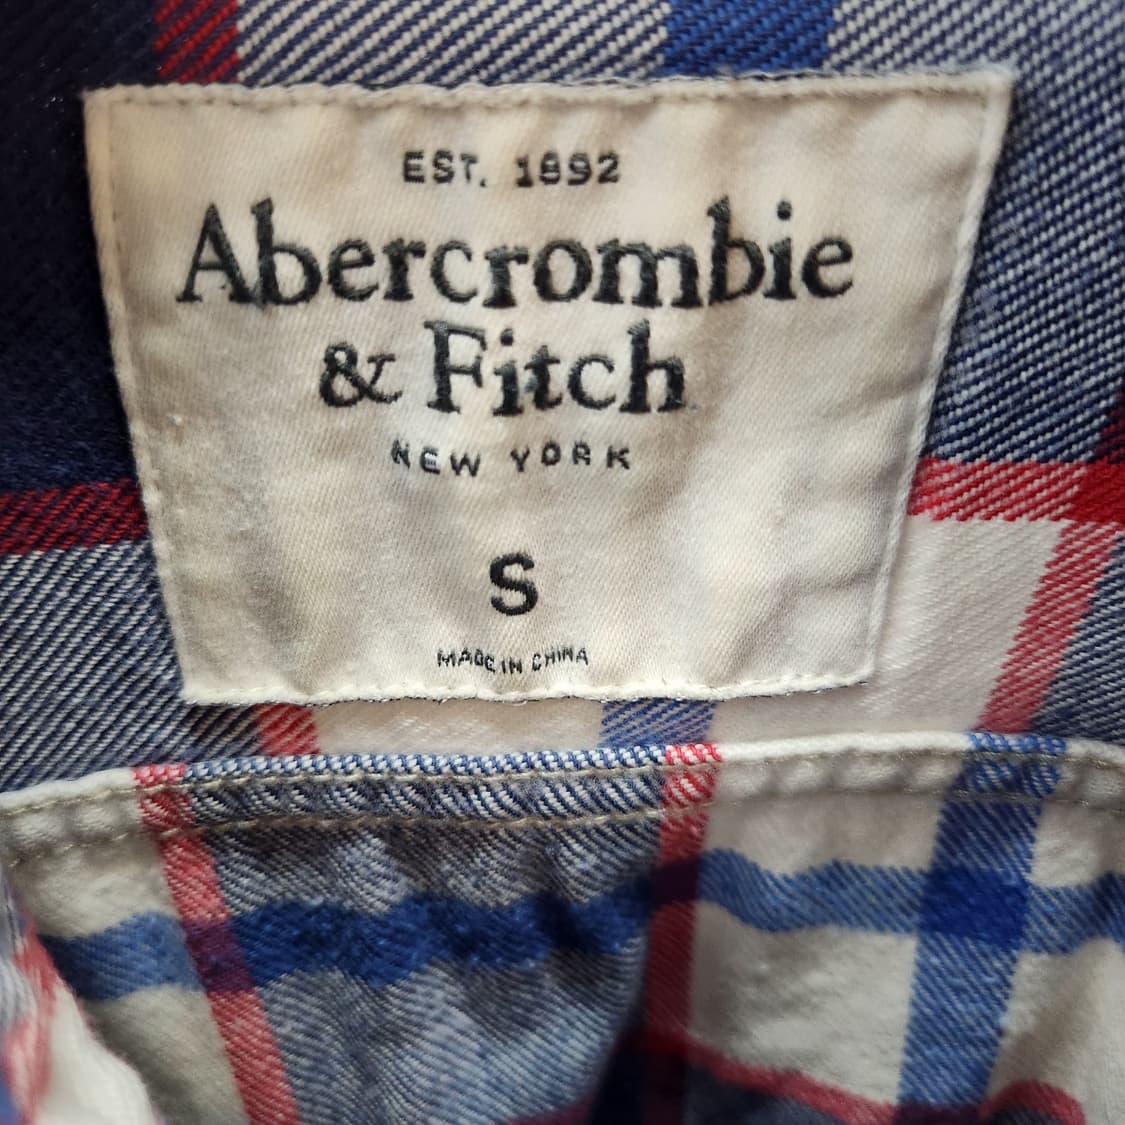 EST. 1892
Abercrombie
& Fitch
NEW YORK
S
MADE IN CHINA